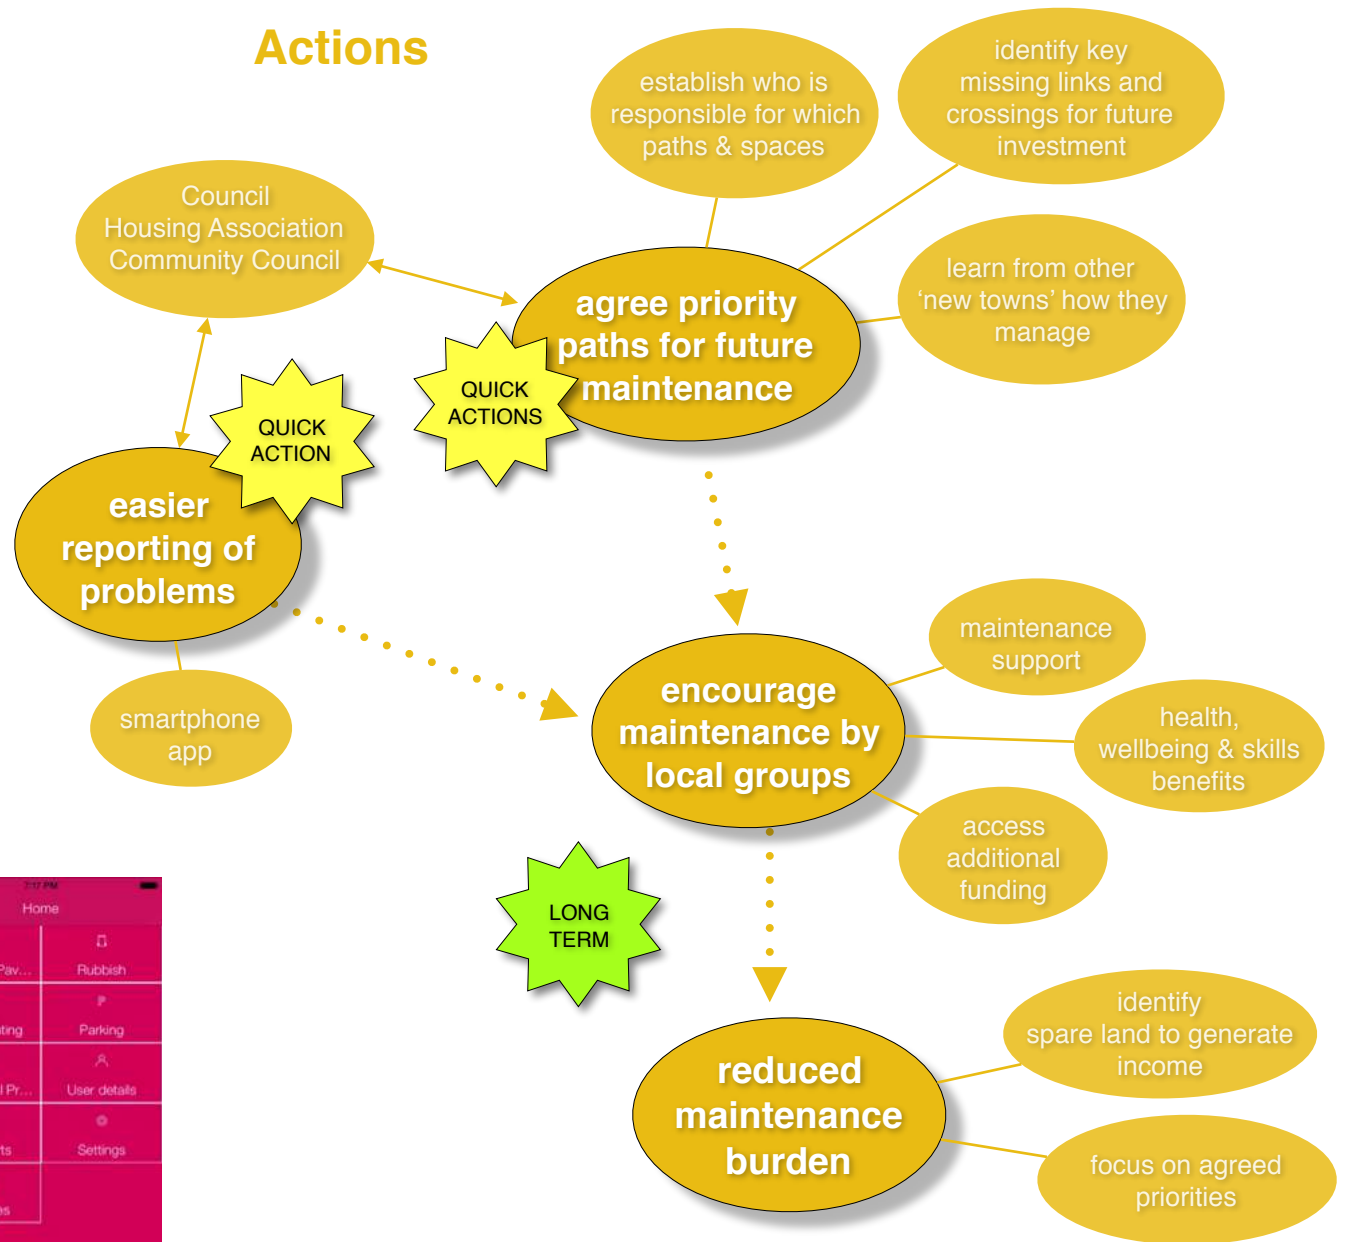 Actions
establish who is
responsible for which
paths & spaces
identify key
missing links and
crossings for future
investment
Council
Housing Association
Community Council
learn from other
‘new towns’ how they
manage
agree priority
paths for future
maintenance
QUICK
ACTIONS
QUICK
ACTION
easier
reporting of
problems
smartphone
app
encourage
maintenance by
local groups
maintenance
support
health,
wellbeing & skills
benefits
access
additional
funding
LONG
TERM
reduced
maintenance
burden
identify
spare land to generate
income
focus on agreed
priorities
7:17 PM
Home
Pav...
Rubbish
Parking
User details
Settings